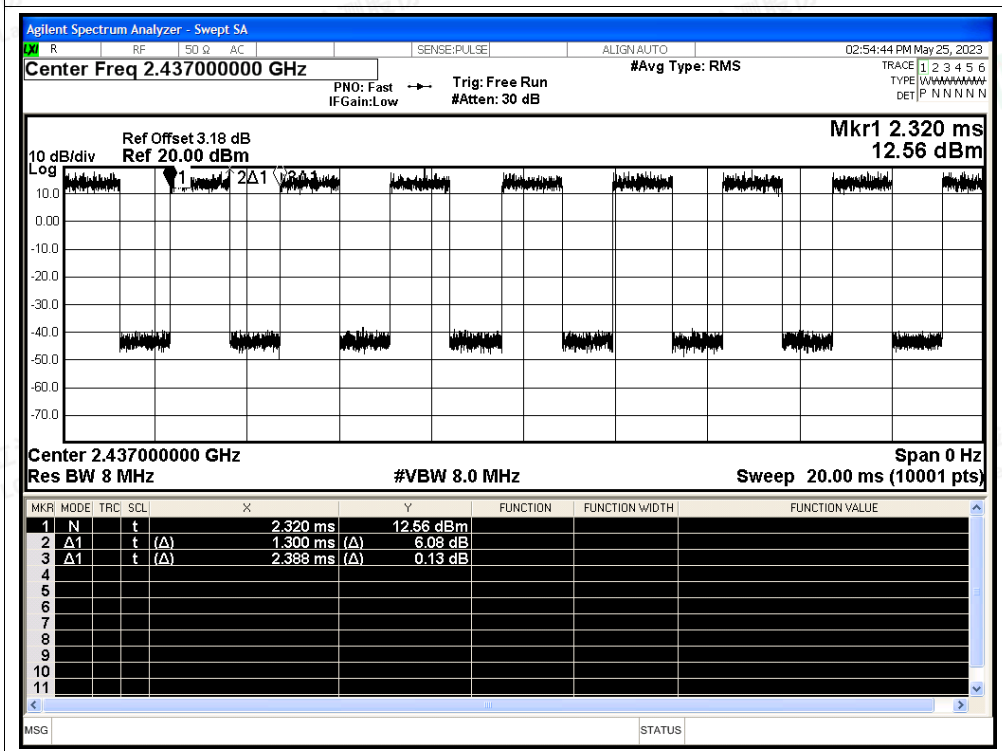 Agilent Spectrum Analyzer - Swept SA
LXI R RF 50 Ω AC SENSE:PULSE ALIGN AUTO 02:54:44 PM May 25, 2023
Center Freq 2.437000000 GHz #Avg Type: RMS TRACE 1 2 3 4 5 6
PNO: Fast Trig: Free Run TYPE WWWWWW
IFGain:Low #Atten: 30 dB DET P N N N N N
Mkr1 2.320 ms
Ref Offset 3.18 dB
10 dB/div Ref 20.00 dBm 12.56 dBm
Log
1 2Δ1 3Δ1
10.0
0.00
-10.0
-20.0
-30.0
-40.0
-50.0
-60.0
-70.0
Center 2.437000000 GHz Span 0 Hz
Res BW 8 MHz #VBW 8.0 MHz Sweep 20.00 ms (10001 pts)
MKR MODE TRC SCL X Y FUNCTION FUNCTION WIDTH FUNCTION VALUE
1 N t 2.320 ms 12.56 dBm
2 Δ1 t (Δ) 1.300 ms (Δ) 6.08 dB
3 Δ1 t (Δ) 2.388 ms (Δ) 0.13 dB
4
5
6
7
8
9
10
11
MSG STATUS